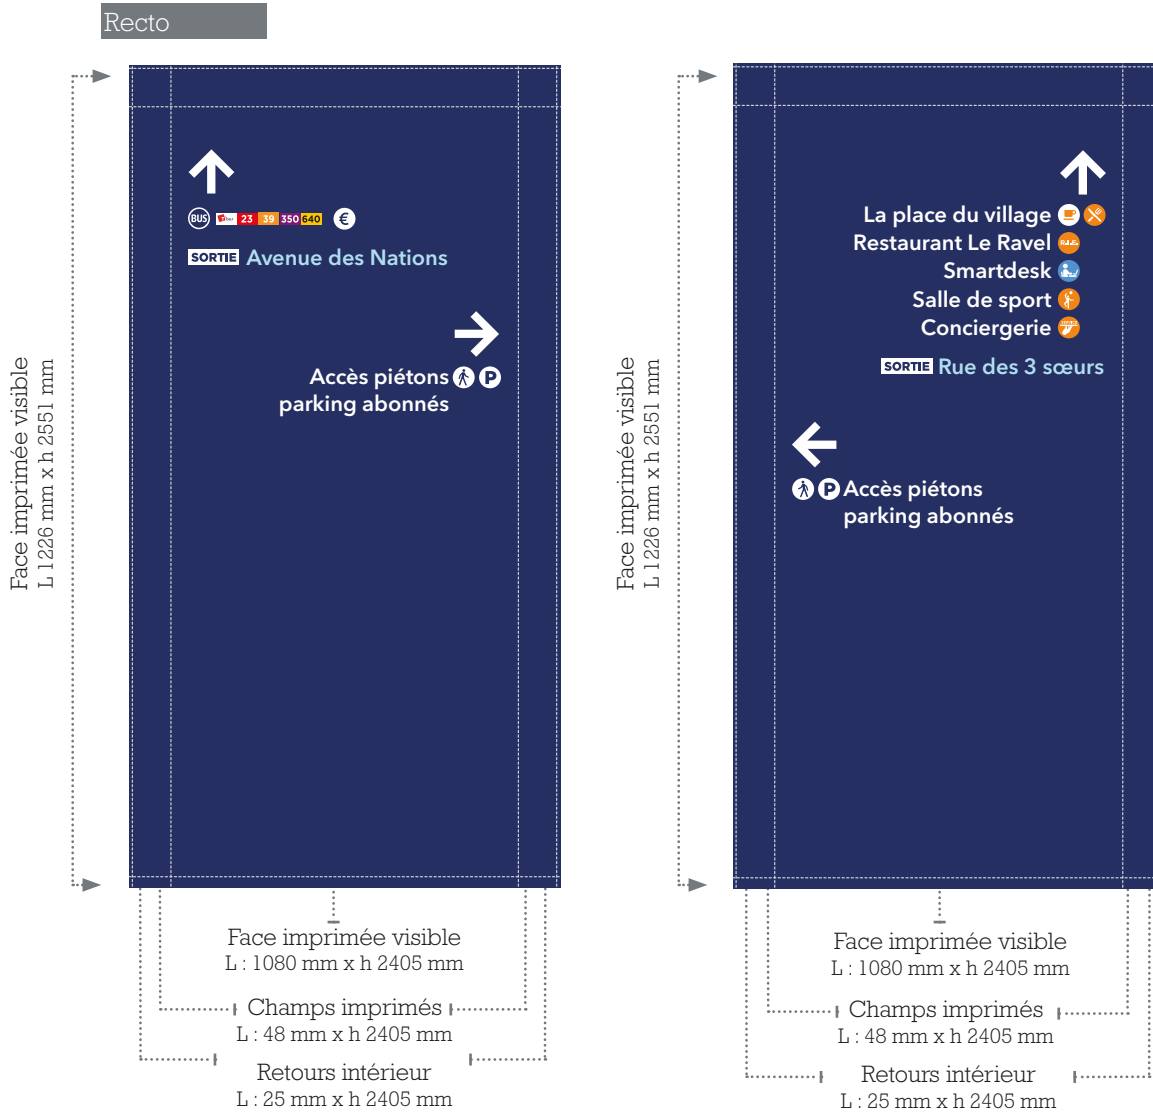 Recto
Face imprimée visible
L 1226 mm x h 2551 mm
BUS 23 39 350 640 €
SORTIE Avenue des Nations
Accès piétons P
parking abonnés
Face imprimée visible
L : 1080 mm x h 2405 mm
Champs imprimés
L : 48 mm x h 2405 mm
Retours intérieur
L : 25 mm x h 2405 mm
Face imprimée visible
L 1226 mm x h 2551 mm
La place du village
Restaurant Le Ravel R.I.E.
Smartdesk
Salle de sport
Conciergerie
SORTIE Rue des 3 sœurs
P Accès piétons
parking abonnés
Face imprimée visible
L : 1080 mm x h 2405 mm
Champs imprimés
L : 48 mm x h 2405 mm
Retours intérieur
L : 25 mm x h 2405 mm